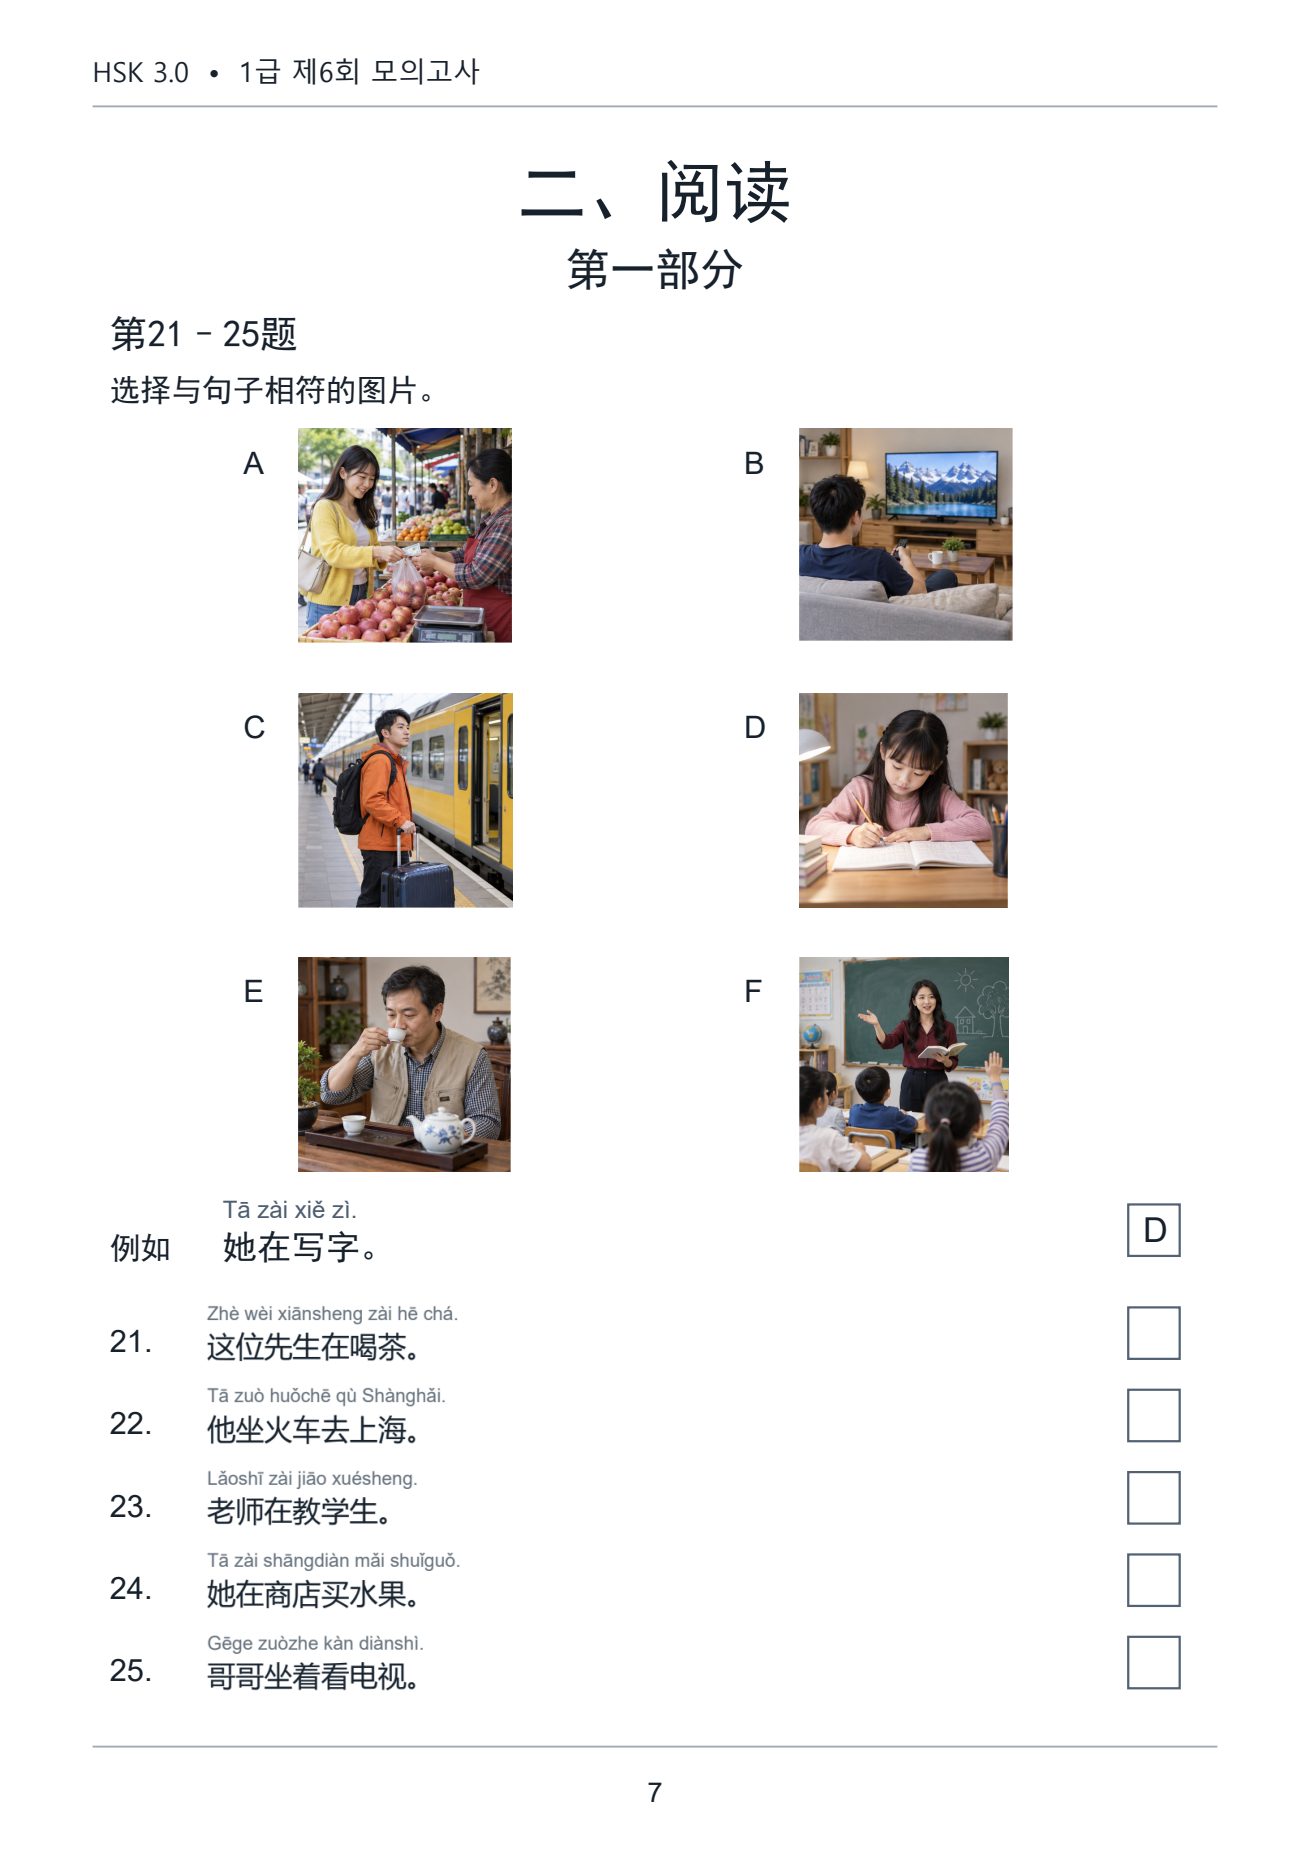 HSK 3.0 • 1급 제6회 모의고사
二、阅读
第一部分
第21－25题
选择与句子相符的图片。
A
B
C
D
E
F
Tā zài xiě zì.
例如 她在写字。 D
Zhè wèi xiānsheng zài hē chá.
21. 这位先生在喝茶。
Tā zuò huǒchē qù Shànghǎi.
22. 他坐火车去上海。
Lǎoshī zài jiāo xuésheng.
23. 老师在教学生。
Tā zài shāngdiàn mǎi shuǐguǒ.
24. 她在商店买水果。
Gēge zuòzhe kàn diànshì.
25. 哥哥坐着看电视。
7